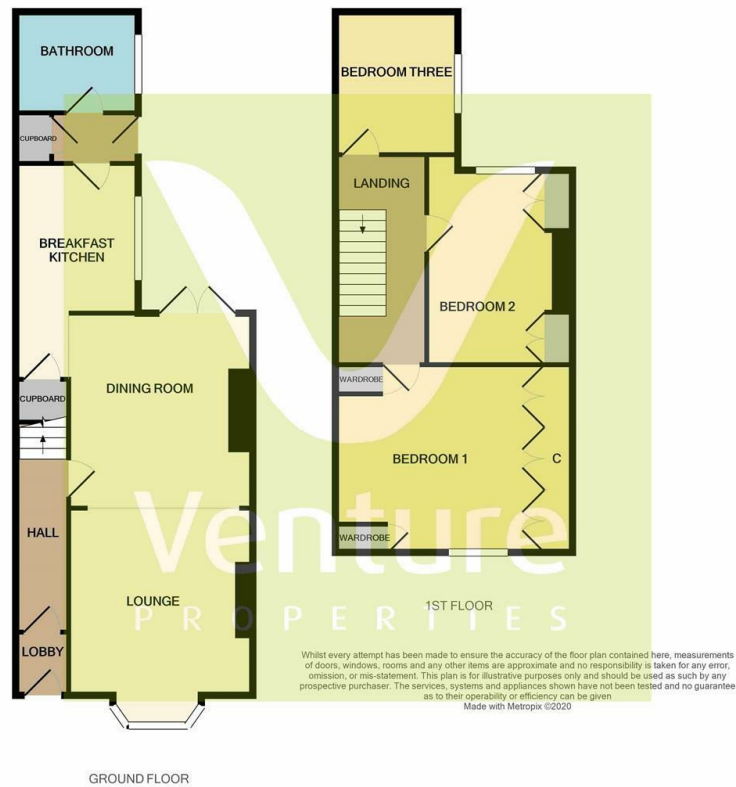 BATHROOM
CUPBOARD
BREAKFAST
KITCHEN
DINING ROOM
CUPBOARD
HALL
LOUNGE
LOBBY
GROUND FLOOR
BEDROOM THREE
LANDING
BEDROOM 2
WARDROBE
BEDROOM 1
C
WARDROBE
1ST FLOOR
Venture
PROPERTIES
Whilst every attempt has been made to ensure the accuracy of the floor plan contained here, measurements
of doors, windows, rooms and any other items are approximate and no responsibility is taken for any error,
omission, or mis-statement. This plan is for illustrative purposes only and should be used as such by any
prospective purchaser. The services, systems and appliances shown have not been tested and no guarantee
as to their operability or efficiency can be given
Made with Metropix ©2020